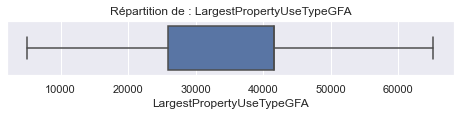 Répartition de : LargestPropertyUseTypeGFA
10000 20000 30000 40000 50000 60000
LargestPropertyUseTypeGFA